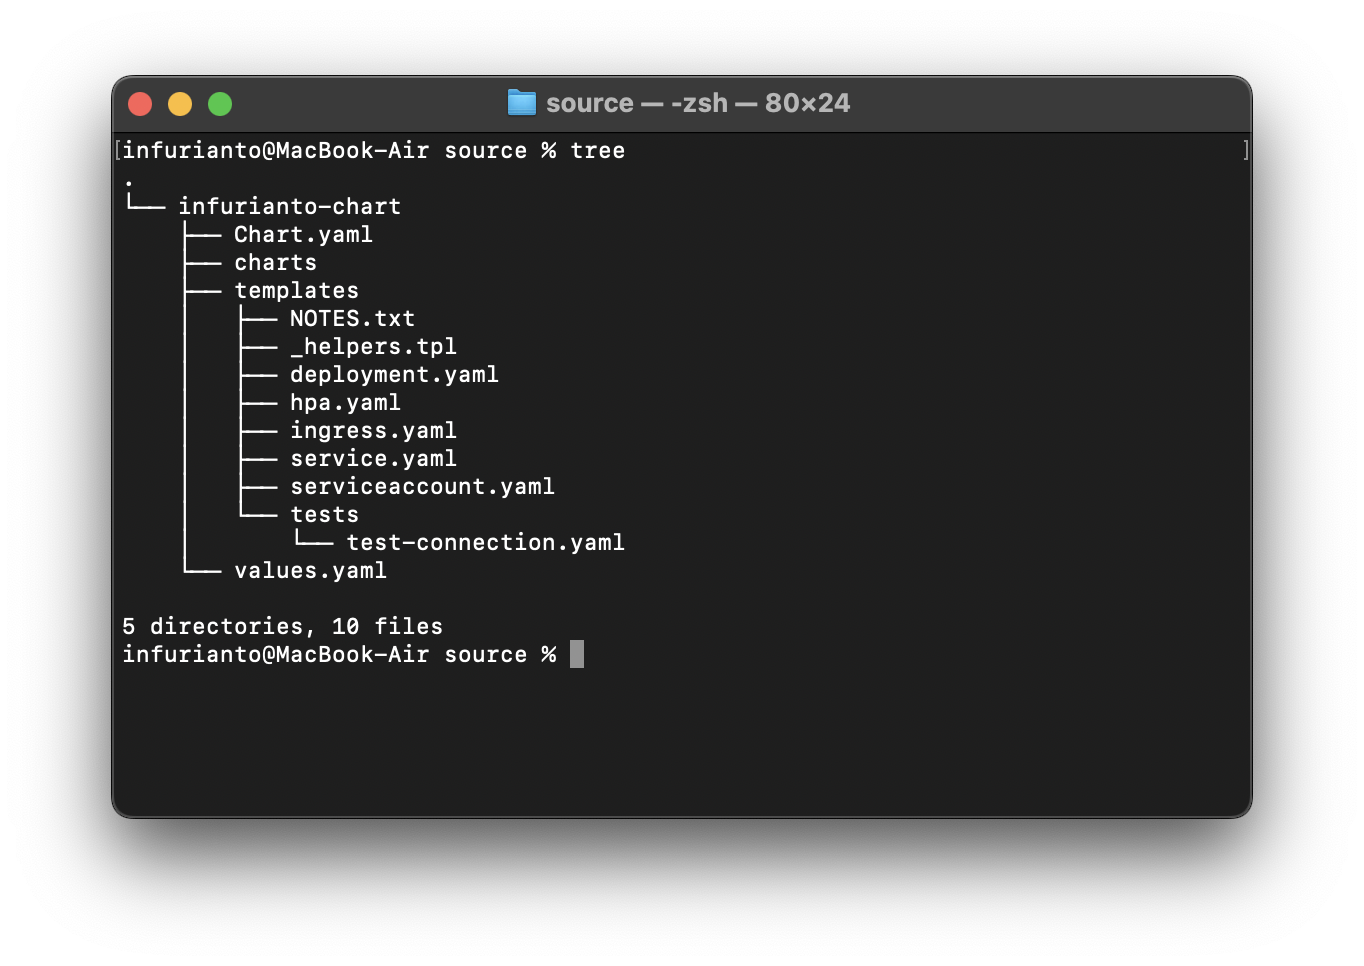 source — -zsh — 80×24
[infurianto@MacBook-Air source % tree ]
.
└── infurianto-chart
    ├── Chart.yaml
    ├── charts
    ├── templates
    │   ├── NOTES.txt
    │   ├── _helpers.tpl
    │   ├── deployment.yaml
    │   ├── hpa.yaml
    │   ├── ingress.yaml
    │   ├── service.yaml
    │   ├── serviceaccount.yaml
    │   └── tests
    │       └── test-connection.yaml
    └── values.yaml
5 directories, 10 files
infurianto@MacBook-Air source %